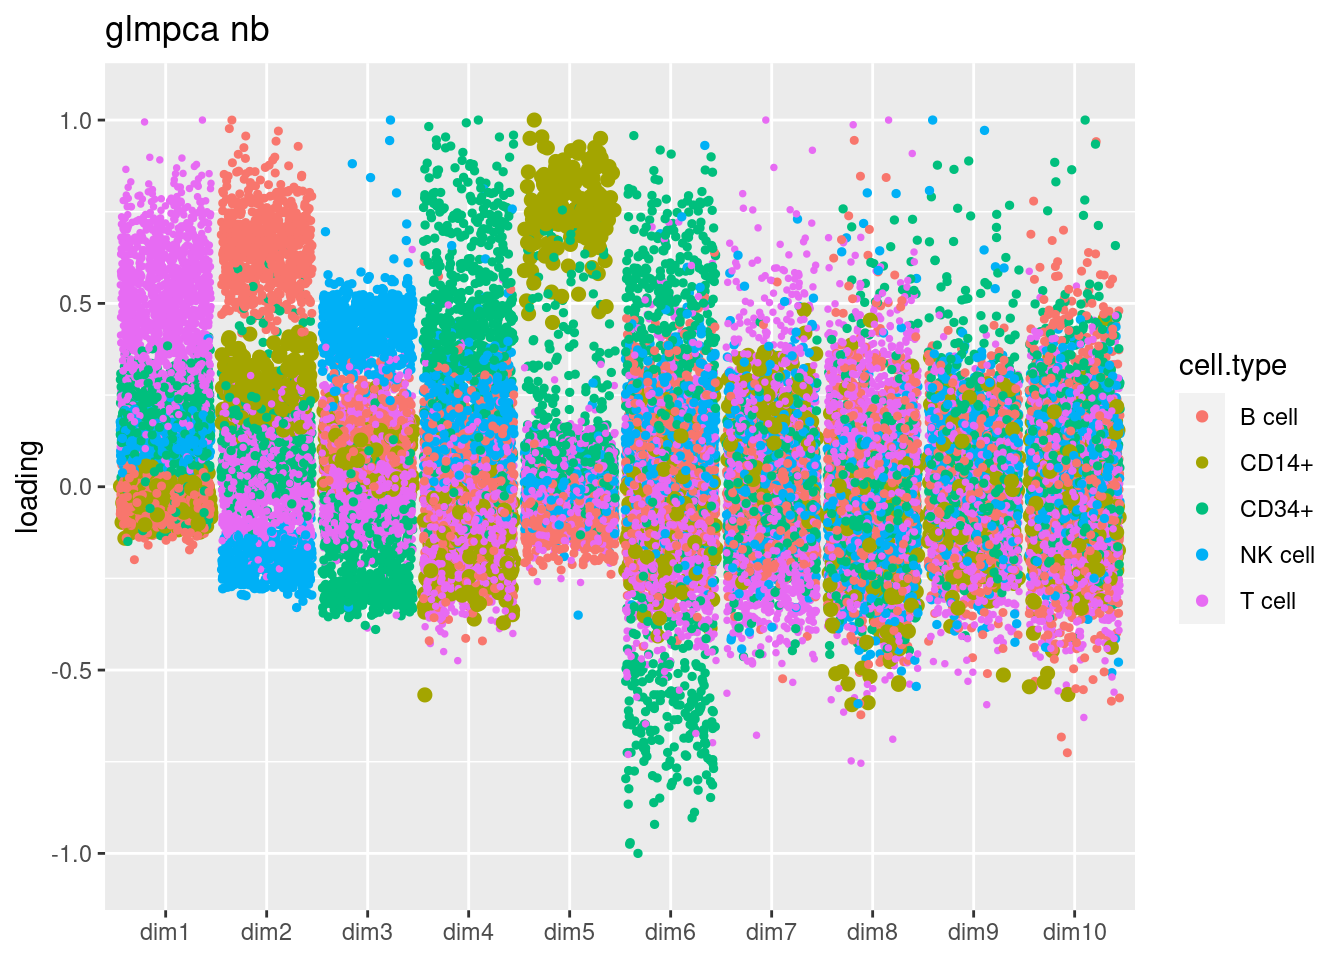 glmpca nb
1.0
0.5
0.0
-0.5
-1.0
loading
dim1 dim2 dim3 dim4 dim5 dim6 dim7 dim8 dim9 dim10
cell.type
B cell
CD14+
CD34+
NK cell
T cell